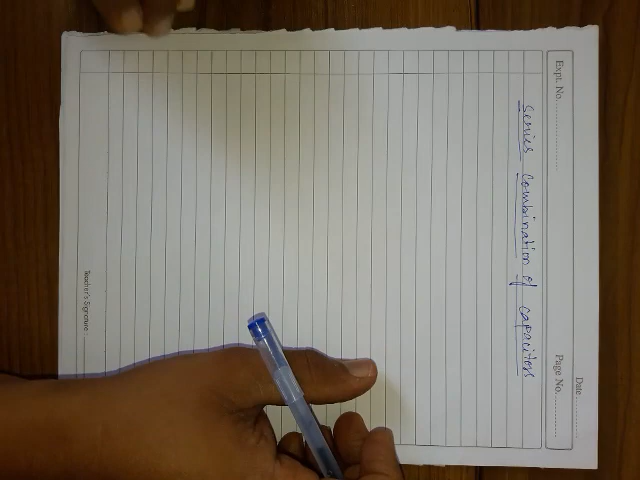 Date ..........
Expt. No. ....................
Page No. ............
series combination of capacitors
Teacher's Signature :